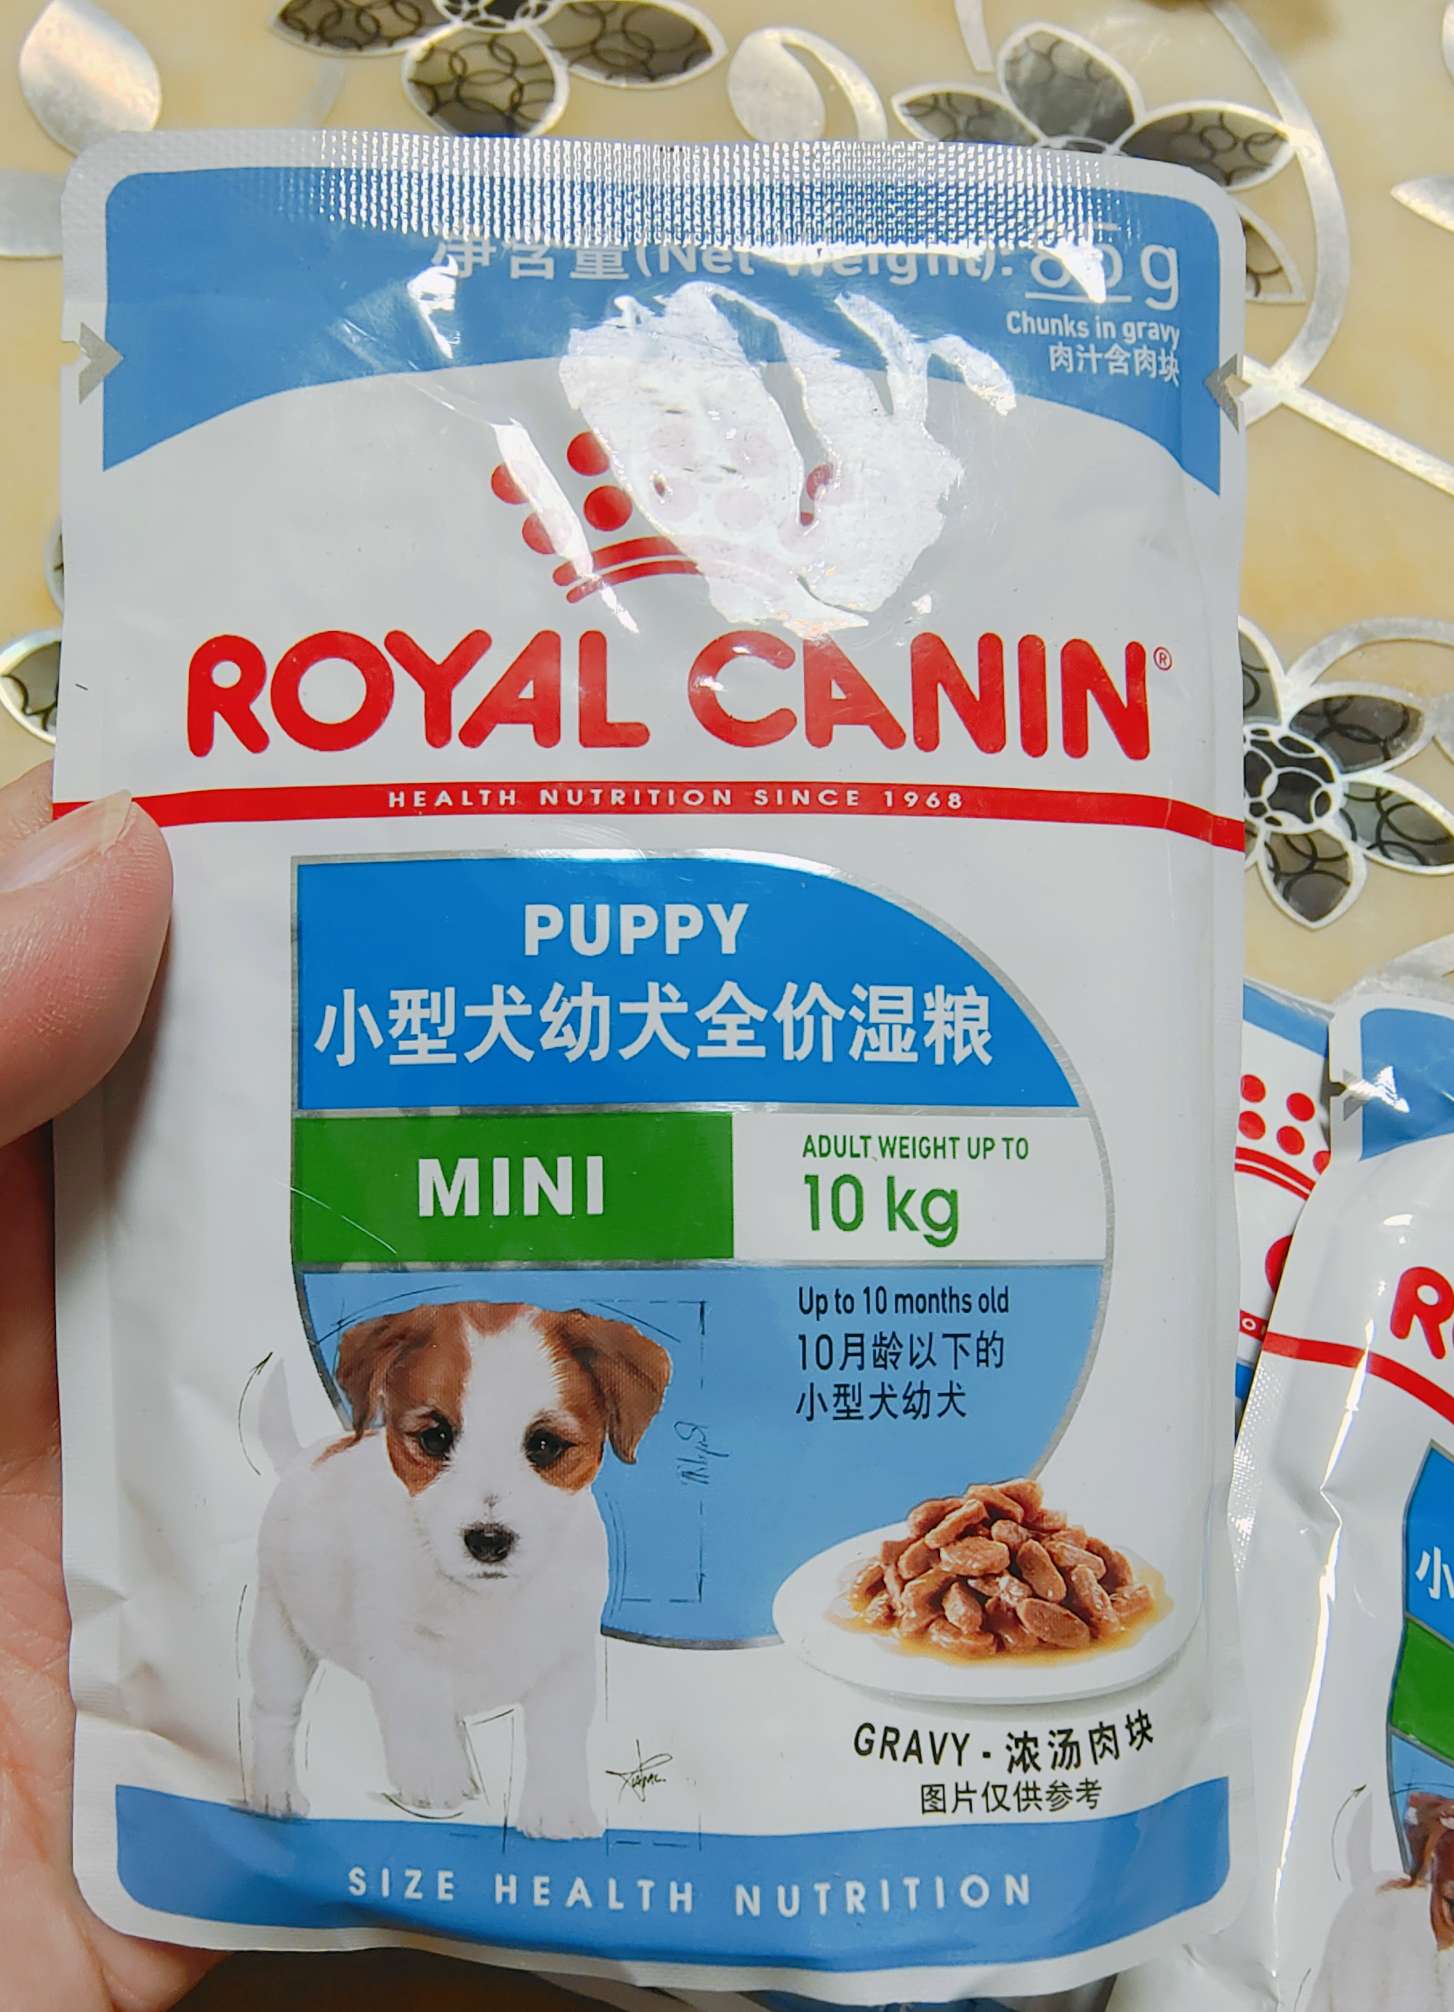 净含量(Net Weight): 85g
Chunks in gravy
肉汁含肉块
ROYAL CANIN®
HEALTH NUTRITION SINCE 1968
PUPPY
小型犬幼犬全价湿粮
MINI
ADULT WEIGHT UP TO
10 kg
Up to 10 months old
10月龄以下的
小型犬幼犬
GRAVY - 浓汤肉块
图片仅供参考
SIZE HEALTH NUTRITION
R
小